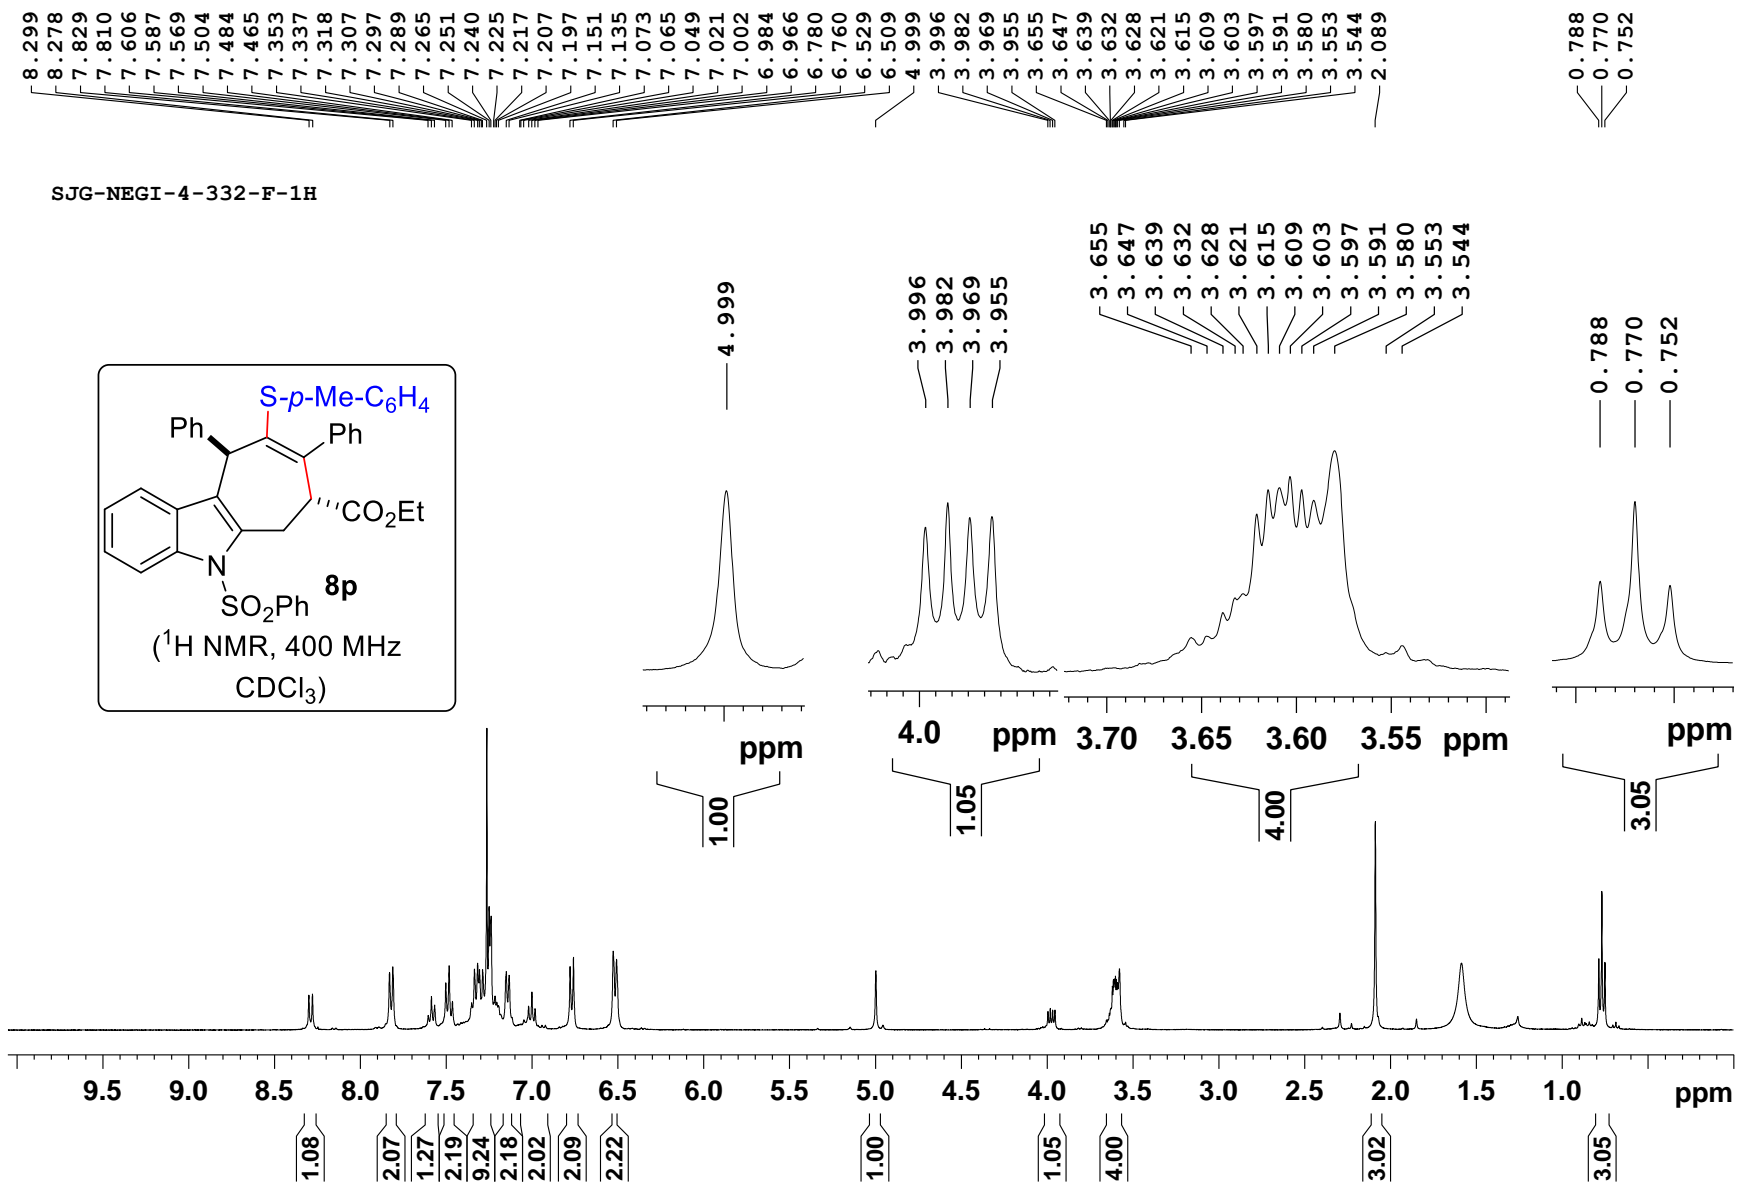 8.299 8.278 7.829 7.810 7.606 7.587 7.569 7.504 7.484 7.465 7.353 7.337 7.318 7.307 7.297 7.289 7.265 7.251 7.240 7.225 7.217 7.207 7.197 7.151 7.135 7.073 7.065 7.049 7.021 7.002 6.984 6.966 6.780 6.760 6.529 6.509 4.999 3.996 3.982 3.969 3.955 3.655 3.647 3.639 3.632 3.628 3.621 3.615 3.609 3.603 3.597 3.591 3.580 3.553 3.544 2.089 0.788 0.770 0.752
SJG-NEGI-4-332-F-1H
4.999
3.996 3.982 3.969 3.955
3.655 3.647 3.639 3.632 3.628 3.621 3.615 3.609 3.603 3.597 3.591 3.580 3.553 3.544
0.788 0.770 0.752
S-p-Me-C6H4
Ph
Ph
CO2Et
N
8p
SO2Ph
(1H NMR, 400 MHz
CDCl3)
ppm
4.0 ppm
3.70 3.65 3.60 3.55 ppm
ppm
1.00
1.05
4.00
3.05
9.5 9.0 8.5 8.0 7.5 7.0 6.5 6.0 5.5 5.0 4.5 4.0 3.5 3.0 2.5 2.0 1.5 1.0 ppm
1.08 2.07 1.27 2.19 9.24 2.18 2.02 2.09 2.22 1.00 1.05 4.00 3.02 3.05